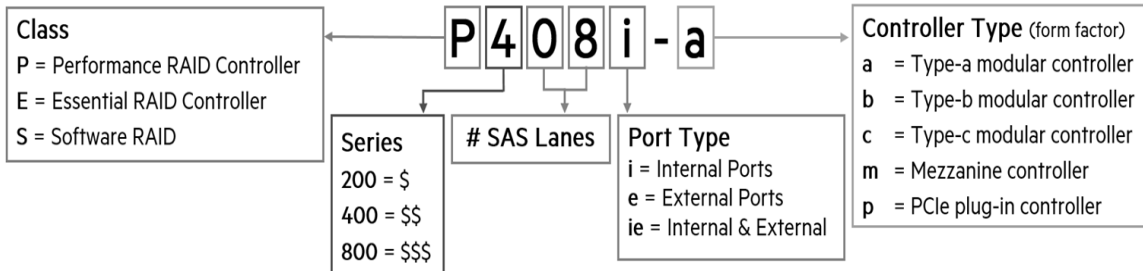 P408i-a
Class
P = Performance RAID Controller
E = Essential RAID Controller
S = Software RAID
Series
200 = $
400 = $$
800 = $$$
# SAS Lanes
Port Type
i = Internal Ports
e = External Ports
ie = Internal & External
Controller Type (form factor)
a = Type-a modular controller
b = Type-b modular controller
c = Type-c modular controller
m = Mezzanine controller
p = PCIe plug-in controller